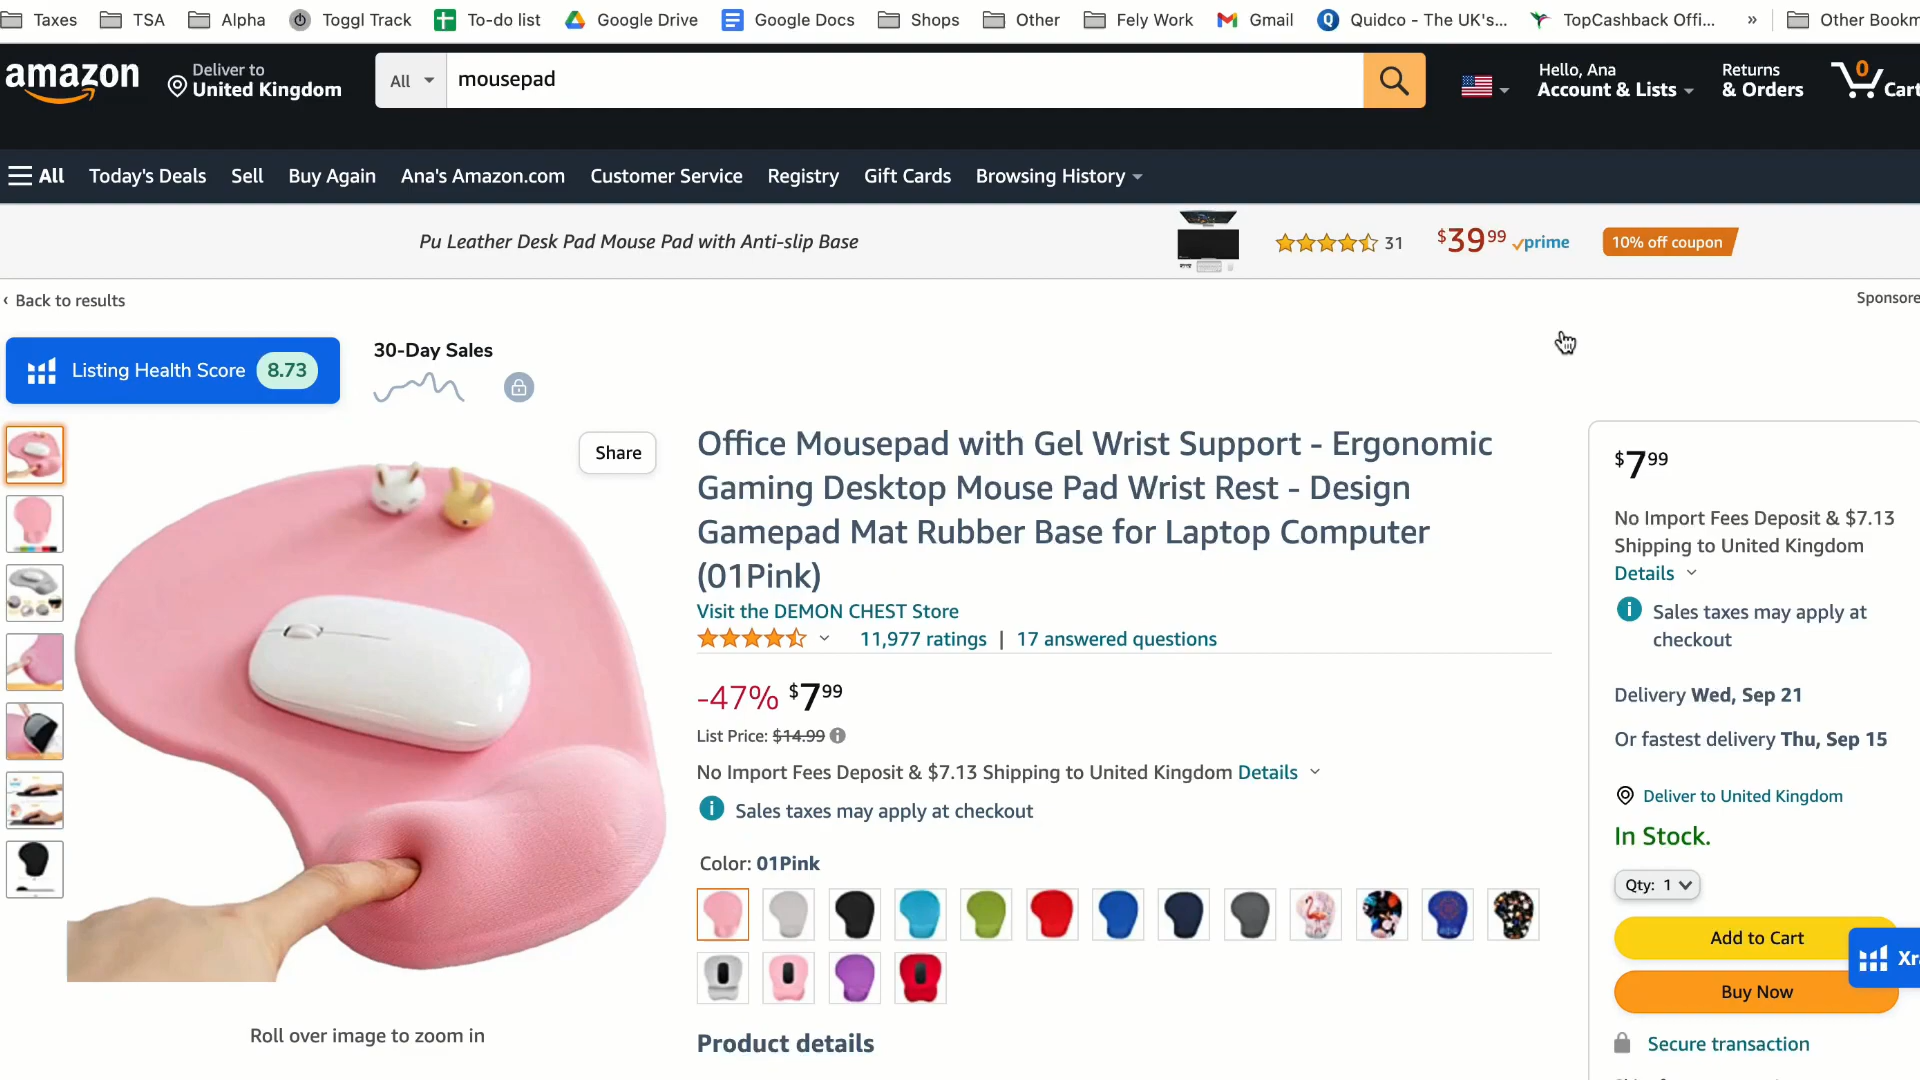 Taxes TSA Alpha Toggl Track To-do list Google Drive Google Docs Shops Other Fely Work Gmail Quidco - The UK's... TopCashback Offi... » Other Bookm
amazon
Deliver to
United Kingdom
All
mousepad
Hello, Ana
Account & Lists
Returns
& Orders
0
Cart
All Today's Deals Sell Buy Again Ana's Amazon.com Customer Service Registry Gift Cards Browsing History
Pu Leather Desk Pad Mouse Pad with Anti-slip Base 31 $39.99 prime 10% off coupon
‹ Back to results
Sponsore
Listing Health Score 8.73
30-Day Sales
Share
Office Mousepad with Gel Wrist Support - Ergonomic
Gaming Desktop Mouse Pad Wrist Rest - Design
Gamepad Mat Rubber Base for Laptop Computer
(01Pink)
Visit the DEMON CHEST Store
11,977 ratings | 17 answered questions
-47% $7.99
List Price: $14.99
No Import Fees Deposit & $7.13 Shipping to United Kingdom Details
Sales taxes may apply at checkout
Color: 01Pink
Product details
Roll over image to zoom in
$7.99
No Import Fees Deposit & $7.13
Shipping to United Kingdom
Details
Sales taxes may apply at
checkout
Delivery Wed, Sep 21
Or fastest delivery Thu, Sep 15
Deliver to United Kingdom
In Stock.
Qty: 1
Add to Cart
Xr
Buy Now
Secure transaction